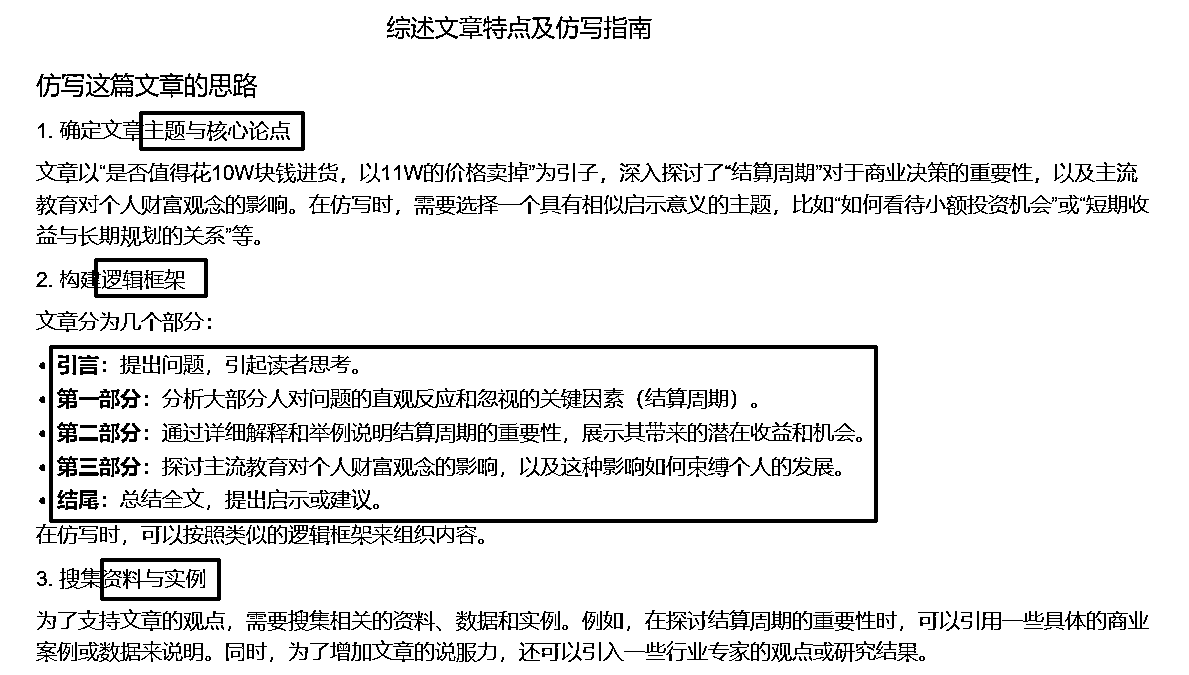 综述文章特点及仿写指南
仿写这篇文章的思路
1. 确定文章主题与核心论点
文章以“是否值得花10W块钱进货，以11W的价格卖掉”为引子，深入探讨了“结算周期”对于商业决策的重要性，以及主流
教育对个人财富观念的影响。在仿写时，需要选择一个具有相似启示意义的主题，比如“如何看待小额投资机会”或“短期收
益与长期规划的关系”等。
2. 构建逻辑框架
文章分为几个部分：
• 引言：提出问题，引起读者思考。
• 第一部分：分析大部分人对问题的直观反应和忽视的关键因素（结算周期）。
• 第二部分：通过详细解释和举例说明结算周期的重要性，展示其带来的潜在收益和机会。
• 第三部分：探讨主流教育对个人财富观念的影响，以及这种影响如何束缚个人的发展。
• 结尾：总结全文，提出启示或建议。
在仿写时，可以按照类似的逻辑框架来组织内容。
3. 搜集资料与实例
为了支持文章的观点，需要搜集相关的资料、数据和实例。例如，在探讨结算周期的重要性时，可以引用一些具体的商业
案例或数据来说明。同时，为了增加文章的说服力，还可以引入一些行业专家的观点或研究结果。